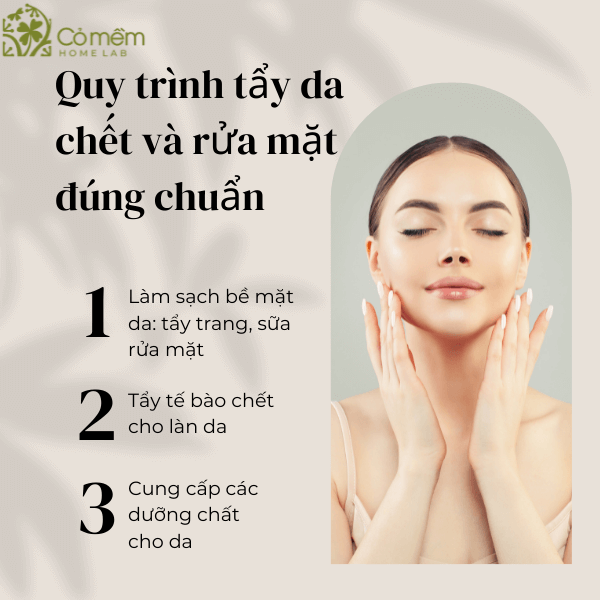 Cỏ mềm
HOME LAB
Quy trình tẩy da
chết và rửa mặt
đúng chuẩn
1
Làm sạch bề mặt
da: tẩy trang, sữa
rửa mặt
2
Tẩy tế bào chết
cho làn da
3
Cung cấp các
dưỡng chất
cho da